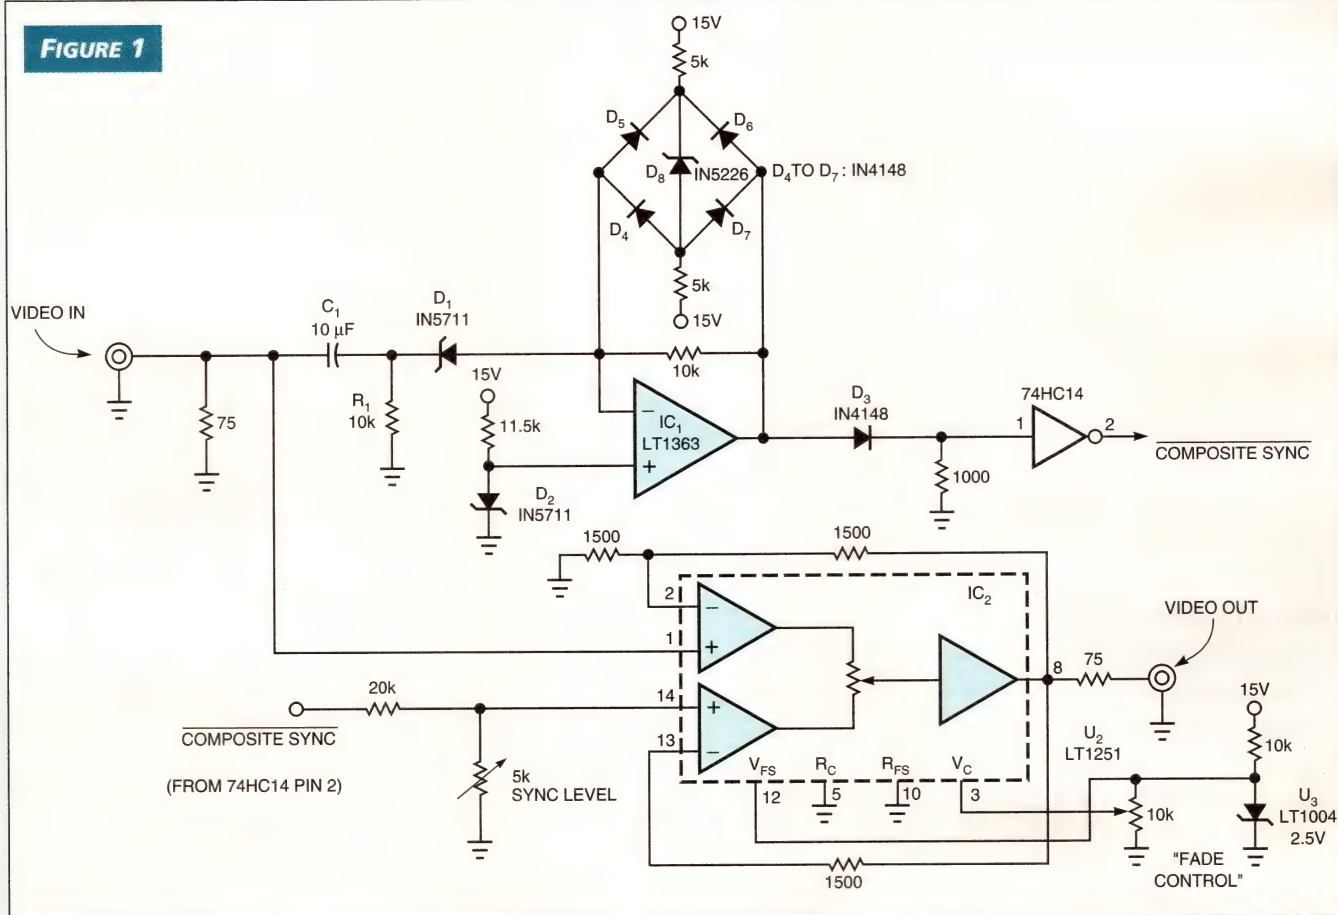 FIGURE 1
15V
5k
D5
D6
D8
IN5226
D4 TO D7 : IN4148
D4
D7
5k
15V
VIDEO IN
C1
10 µF
D1
IN5711
75
R1
10k
15V
11.5k
D2
IN5711
10k
IC1
LT1363
−
+
D3
IN4148
1000
74HC14
1
2
COMPOSITE SYNC
1500
1500
IC2
2
−
1
+
20k
COMPOSITE SYNC
(FROM 74HC14 PIN 2)
14
+
13
−
5k
SYNC LEVEL
VFS
RC
RFS
VC
12
5
10
3
8
75
VIDEO OUT
U2
LT1251
15V
10k
10k
U3
LT1004
2.5V
"FADE
CONTROL"
1500